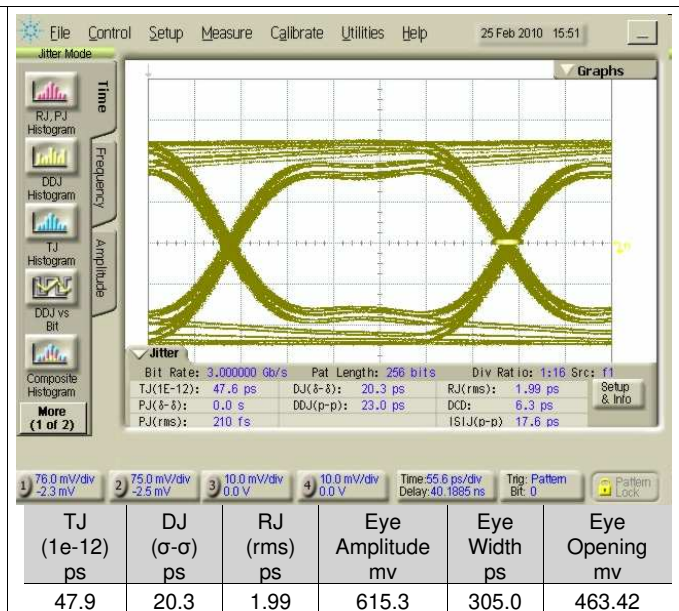 File Control Setup Measure Calibrate Utilities Help 25 Feb 2010 15:51
Jitter Mode
Graphs
Time
Frequency
Amplitude
RJ, PJ
Histogram
DDJ
Histogram
TJ
Histogram
DDJ vs
Bit
Composite
Histogram
More
(1 of 2)
Jitter
Bit Rate: 3.000000 Gb/s Pat Length: 256 bits Div Ratio: 1:16 Src: f1
TJ(1E-12): 47.6 ps DJ(δ-δ): 20.3 ps RJ(rms): 1.99 ps
PJ(δ-δ): 0.0 s DDJ(p-p): 23.0 ps DCD: 6.3 ps
PJ(rms): 210 fs ISIJ(p-p) 17.6 ps
Setup
& Info
1) 76.0 mV/div
-2.3 mV
2) 75.0 mV/div
-2.5 mV
3) 10.0 mV/div
0.0 V
4) 10.0 mV/div
0.0 V
Time:55.6 ps/div
Delay:40.1885 ns
Trig: Pattern
Bit: 0
Pattern
Lock
TJ DJ RJ Eye Eye Eye
(1e-12) (σ-σ) (rms) Amplitude Width Opening
ps ps ps mv ps mv
47.9 20.3 1.99 615.3 305.0 463.42